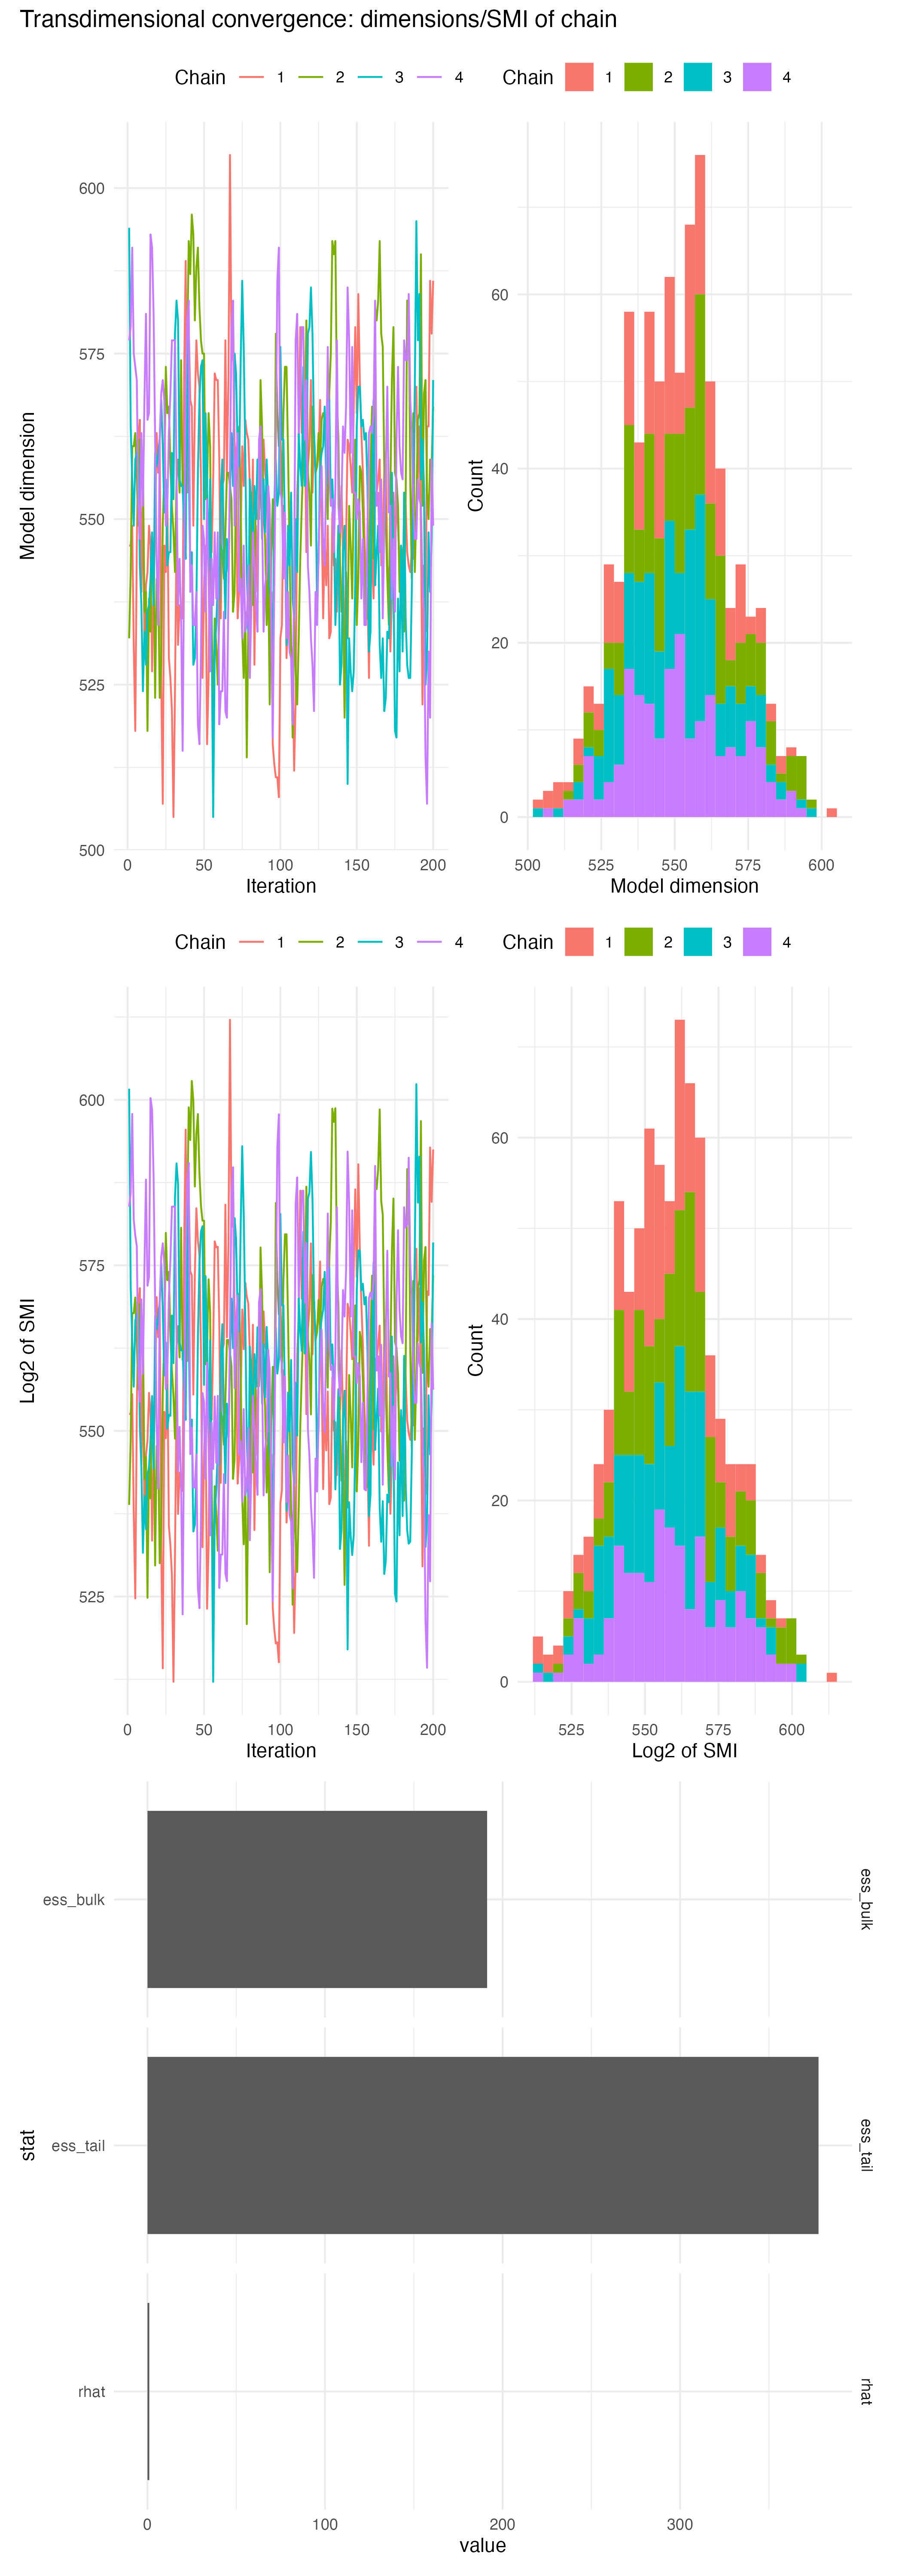 Transdimensional convergence: dimensions/SMI of chain
Chain 1 2 3 4
Chain 1 2 3 4
Model dimension
600
575
550
525
500
0 50 100 150 200
Iteration
Count
60
40
20
0
500 525 550 575 600
Model dimension
Chain 1 2 3 4
Chain 1 2 3 4
Log2 of SMI
600
575
550
525
0 50 100 150 200
Iteration
Count
60
40
20
0
525 550 575 600
Log2 of SMI
stat
ess_bulk
ess_bulk
ess_tail
ess_tail
rhat
rhat
0 100 200 300
value